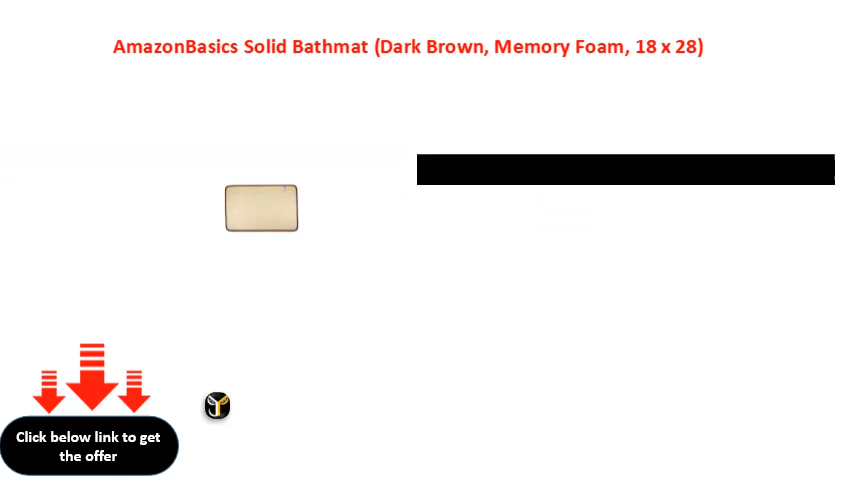 AmazonBasics Solid Bathmat (Dark Brown, Memory Foam, 18 x 28)
Click below link to get
the offer